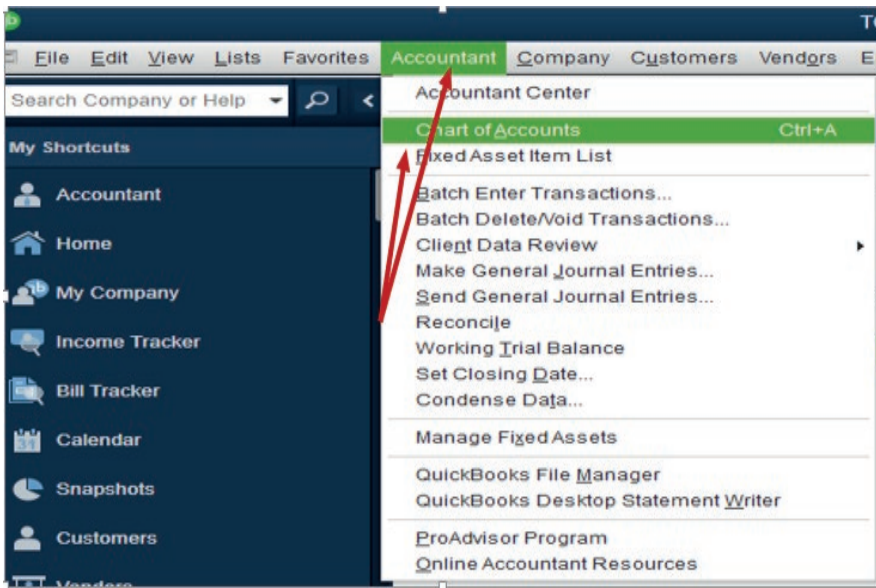 File Edit View Lists Favorites Accountant Company Customers Vendors E
Search Company or Help
My Shortcuts
Accountant
Home
My Company
Income Tracker
Bill Tracker
Calendar
Snapshots
Customers
Vendors
Accountant Center
Chart of Accounts Ctrl+A
Fixed Asset Item List
Batch Enter Transactions...
Batch Delete/Void Transactions...
Client Data Review
Make General Journal Entries...
Send General Journal Entries...
Reconcile
Working Trial Balance
Set Closing Date...
Condense Data...
Manage Fixed Assets
QuickBooks File Manager
QuickBooks Desktop Statement Writer
ProAdvisor Program
Online Accountant Resources